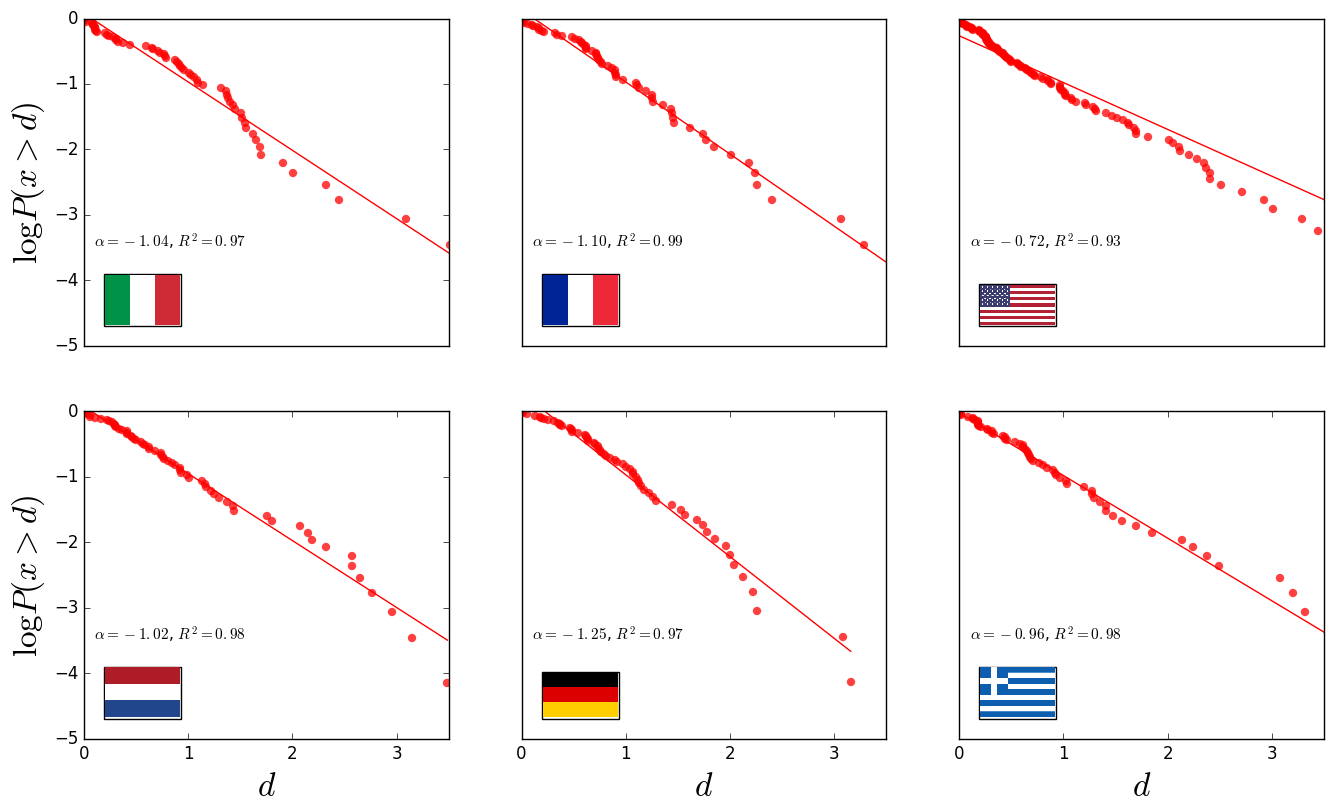 0
−1
−2
−3
−4
−5
log P(x > d)
α = −1.04, R² = 0.97
α = −1.10, R² = 0.99
α = −0.72, R² = 0.93
0
−1
−2
−3
−4
−5
log P(x > d)
α = −1.02, R² = 0.98
α = −1.25, R² = 0.97
α = −0.96, R² = 0.98
0 1 2 3
0 1 2 3
0 1 2 3
d
d
d